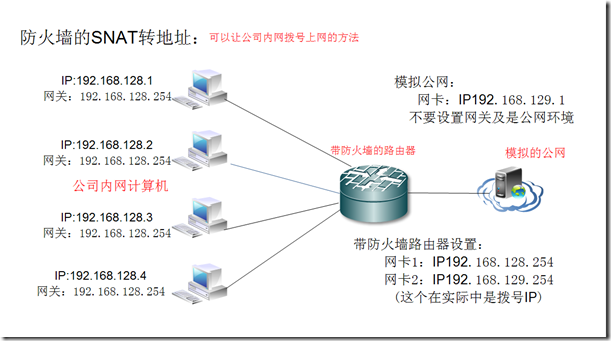 防火墙的SNAT转地址：可以让公司内网拨号上网的方法
IP:192.168.128.1
网关：192.168.128.254
IP:192.168.128.2
网关：192.168.128.254
公司内网计算机
IP:192.168.128.3
网关：192.168.128.254
IP:192.168.128.4
网关：192.168.128.254
带防火墙的路由器
模拟公网：
网卡：IP192.168.129.1
不要设置网关及是公网环境
模拟的公网
带防火墙路由器设置：
网卡1：IP192.168.128.254
网卡2：IP192.168.129.254
(这个在实际中是拨号IP)